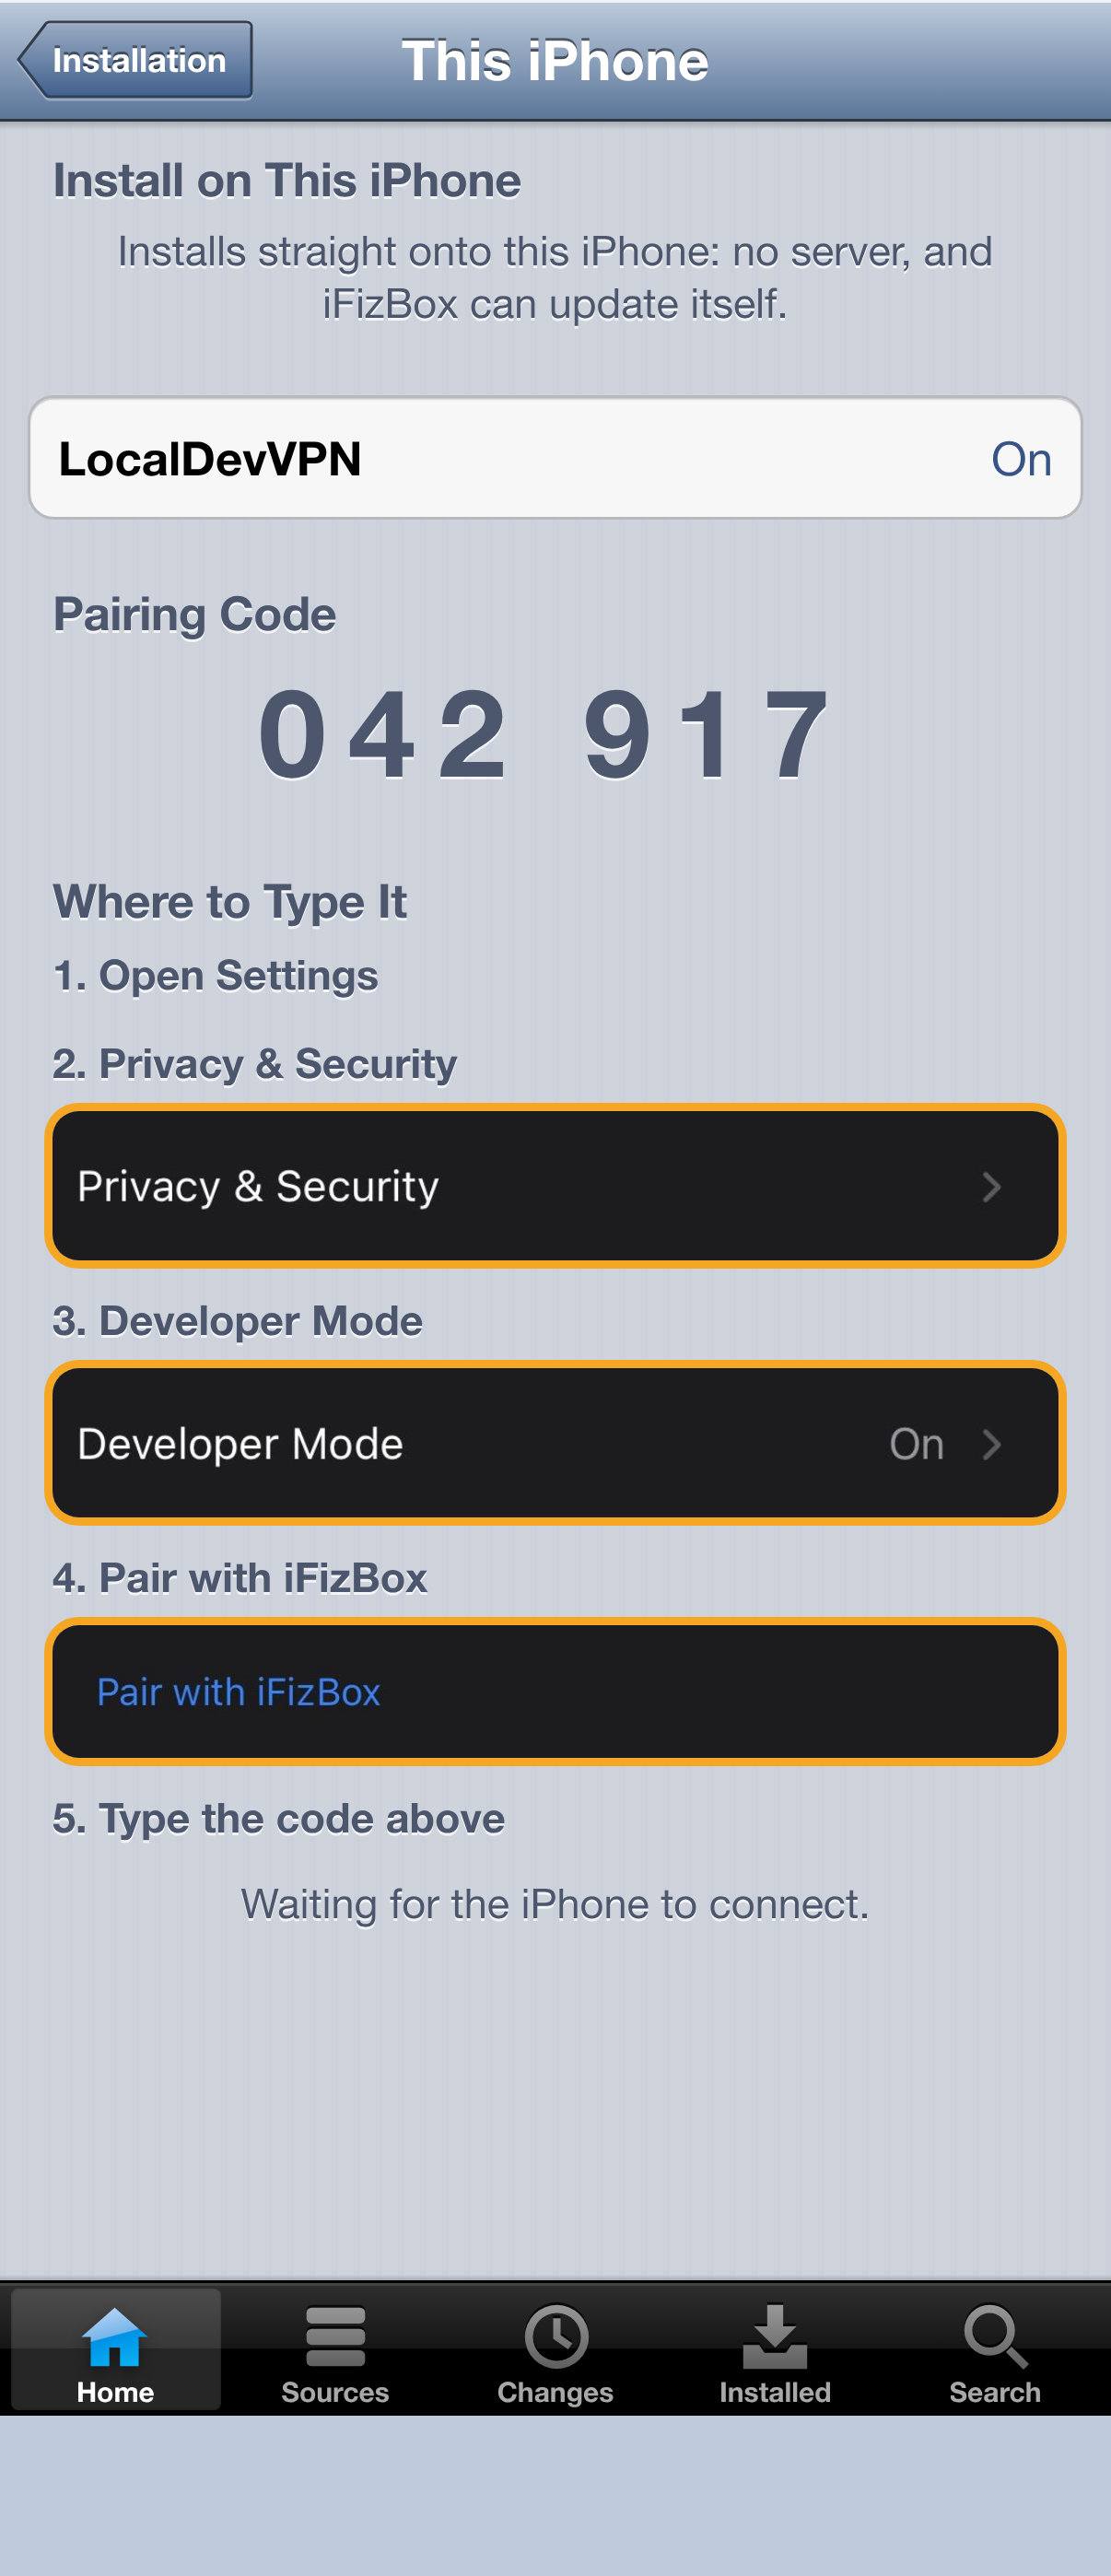 Installation
This iPhone
Install on This iPhone
Installs straight onto this iPhone: no server, and
iFizBox can update itself.
LocalDevVPN On
Pairing Code
042 917
Where to Type It
1. Open Settings
2. Privacy & Security
Privacy & Security
3. Developer Mode
Developer Mode On
4. Pair with iFizBox
Pair with iFizBox
5. Type the code above
Waiting for the iPhone to connect.
Home Sources Changes Installed Search